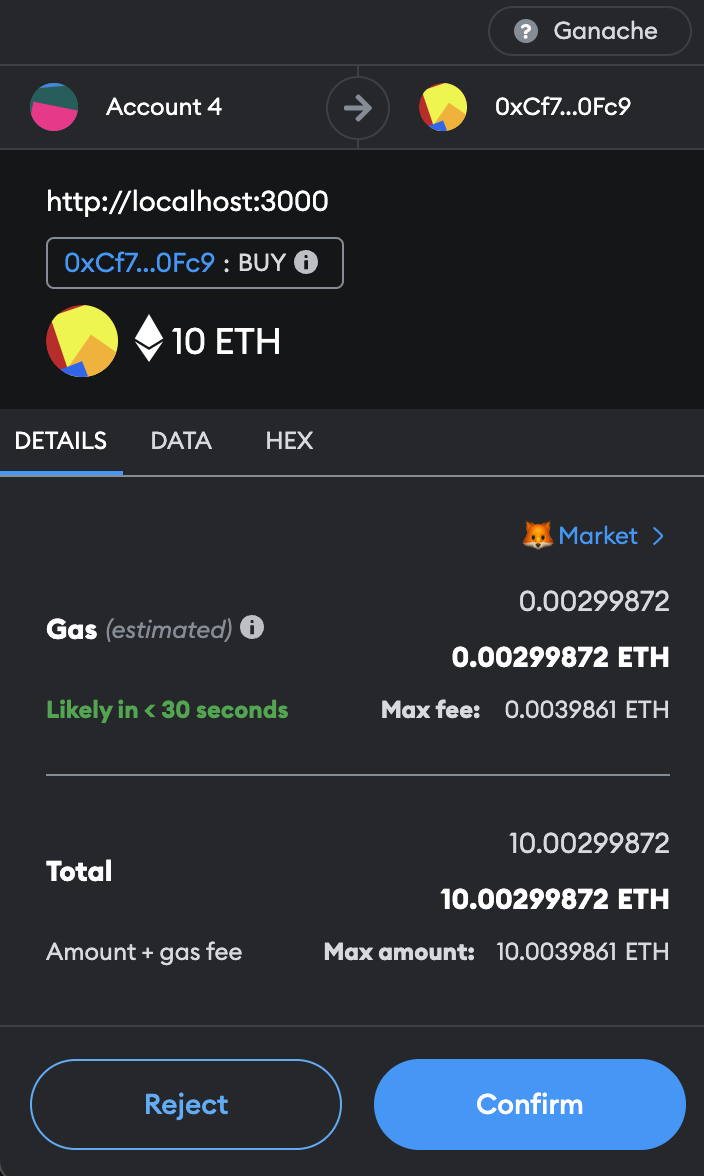 Ganache
Account 4
0xCf7...0Fc9
http://localhost:3000
0xCf7...0Fc9 : BUY
10 ETH
DETAILS DATA HEX
Market
0.00299872
Gas (estimated)
0.00299872 ETH
Likely in < 30 seconds Max fee: 0.0039861 ETH
10.00299872
Total
10.00299872 ETH
Amount + gas fee Max amount: 10.0039861 ETH
Reject Confirm